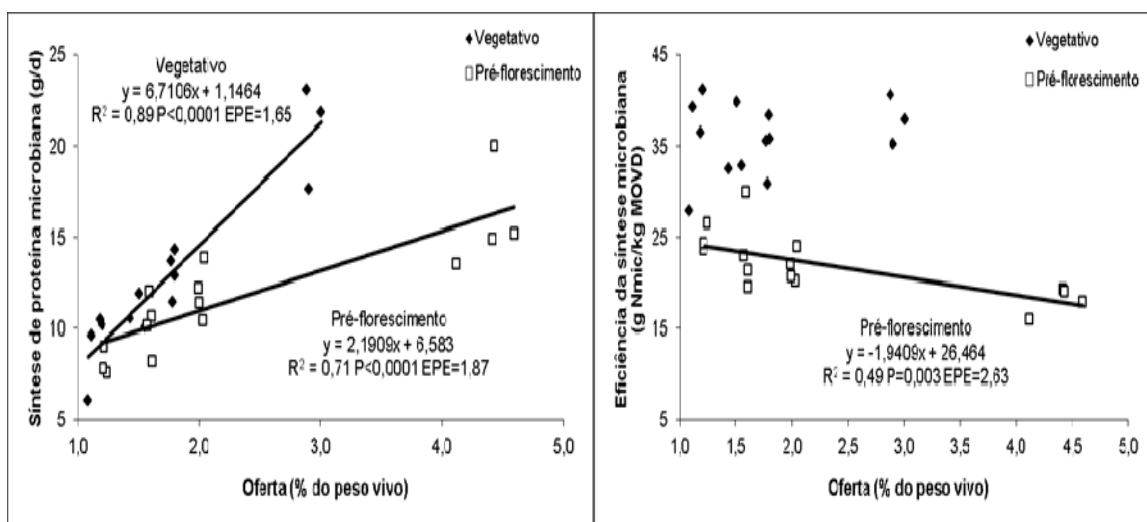 Síntese de proteína microbiana (g/d)
25
20
15
10
5
1,0 2,0 3,0 4,0 5,0
Oferta (% do peso vivo)
Vegetativo
Pré-florescimento
Vegetativo
y = 6,7106x + 1,1464
R² = 0,89 P<0,0001 EPE=1,65
Pré-florescimento
y = 2,1909x + 6,583
R² = 0,71 P<0,0001 EPE=1,87
Eficiência da síntese microbiana
(g Nmic/kg MOVD)
45
35
25
15
5
1,0 1,5 2,0 2,5 3,0 3,5 4,0 4,5 5,0
Oferta (% do peso vivo)
Vegetativo
Pré-florescimento
Pré-florescimento
y = -1,9409x + 26,464
R² = 0,49 P=0,003 EPE=2,63